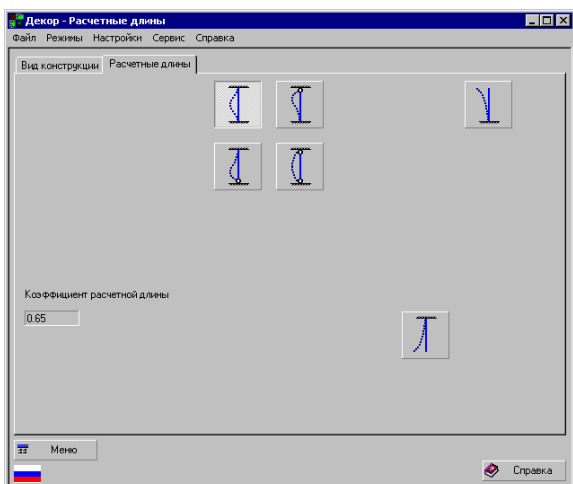 Декор - Расчетные длины
Файл Режимы Настройки Сервис Справка
Вид конструкции Расчетные длины
Коэффициент расчетной длины
0.65
Меню
Справка